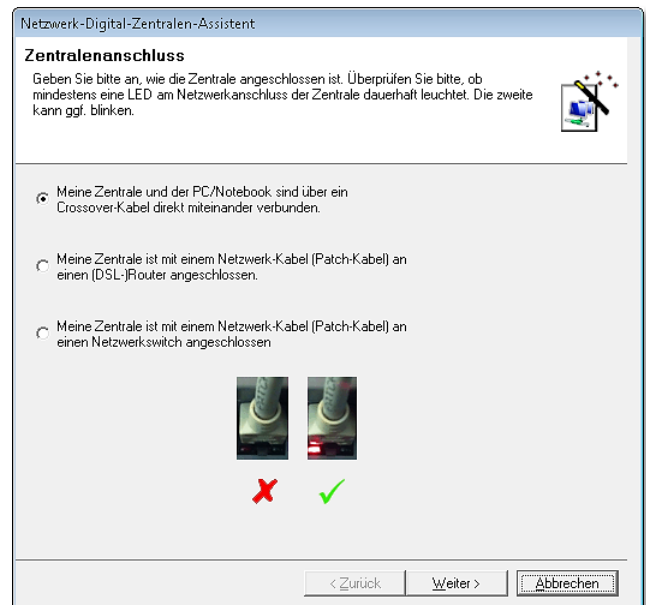 Netzwerk-Digital-Zentralen-Assistent
Zentralenanschluss
Geben Sie bitte an, wie die Zentrale angeschlossen ist. Überprüfen Sie bitte, ob
mindestens eine LED am Netzwerkanschluss der Zentrale dauerhaft leuchtet. Die zweite
kann ggf. blinken.
Meine Zentrale und der PC/Notebook sind über ein
Crossover-Kabel direkt miteinander verbunden.
Meine Zentrale ist mit einem Netzwerk-Kabel (Patch-Kabel) an
einen (DSL-)Router angeschlossen.
Meine Zentrale ist mit einem Netzwerk-Kabel (Patch-Kabel) an
einen Netzwerkswitch angeschlossen
< Zurück Weiter > Abbrechen